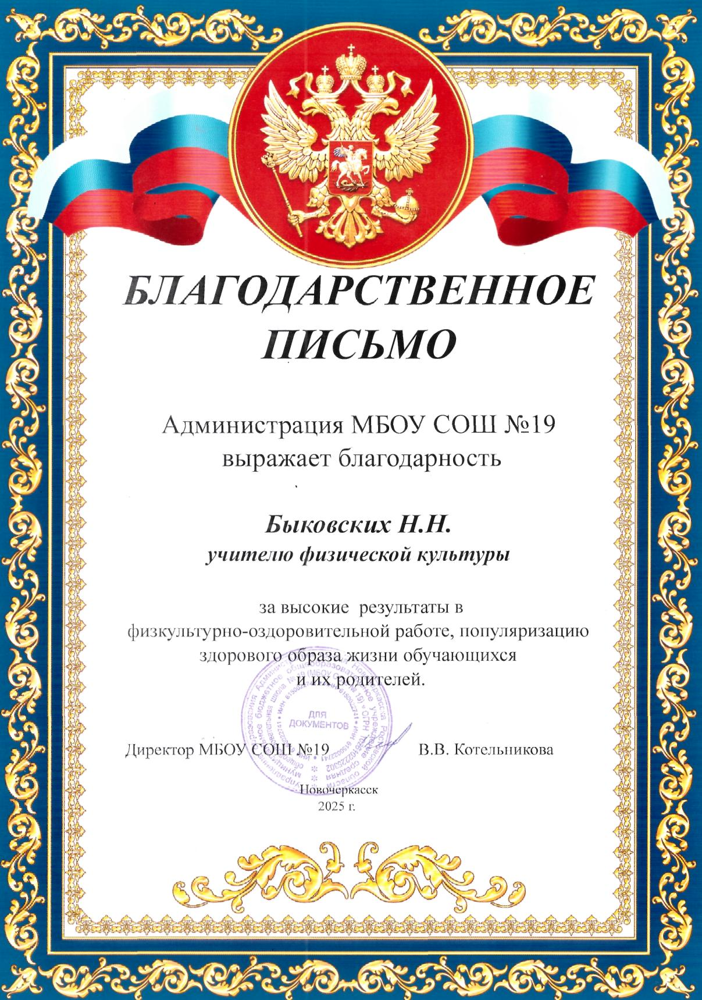 БЛАГОДАРСТВЕННОЕ
ПИСЬМО
Администрация МБОУ СОШ №19
выражает благодарность
Быковских Н.Н.
учителю физической культуры
за высокие результаты в
физкультурно-оздоровительной работе, популяризацию
здорового образа жизни обучающихся
и их родителей.
ДЛЯ
ДОКУМЕНТОВ
Директор МБОУ СОШ №19 В.В. Котельникова
Новочеркасск
2025 г.